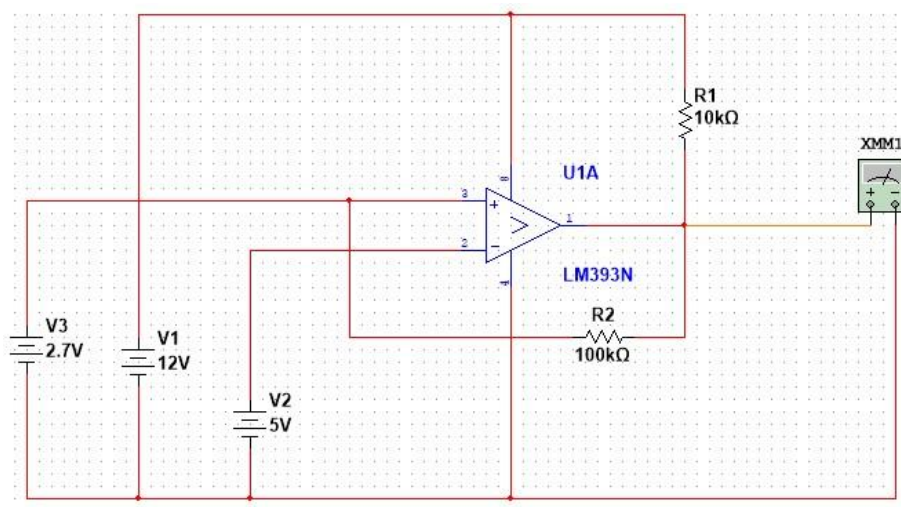 R1
10kΩ
XMM1
U1A
8
3
+
1
2
−
4
LM393N
+ −
R2
100kΩ
V3
2.7V
V1
12V
V2
5V